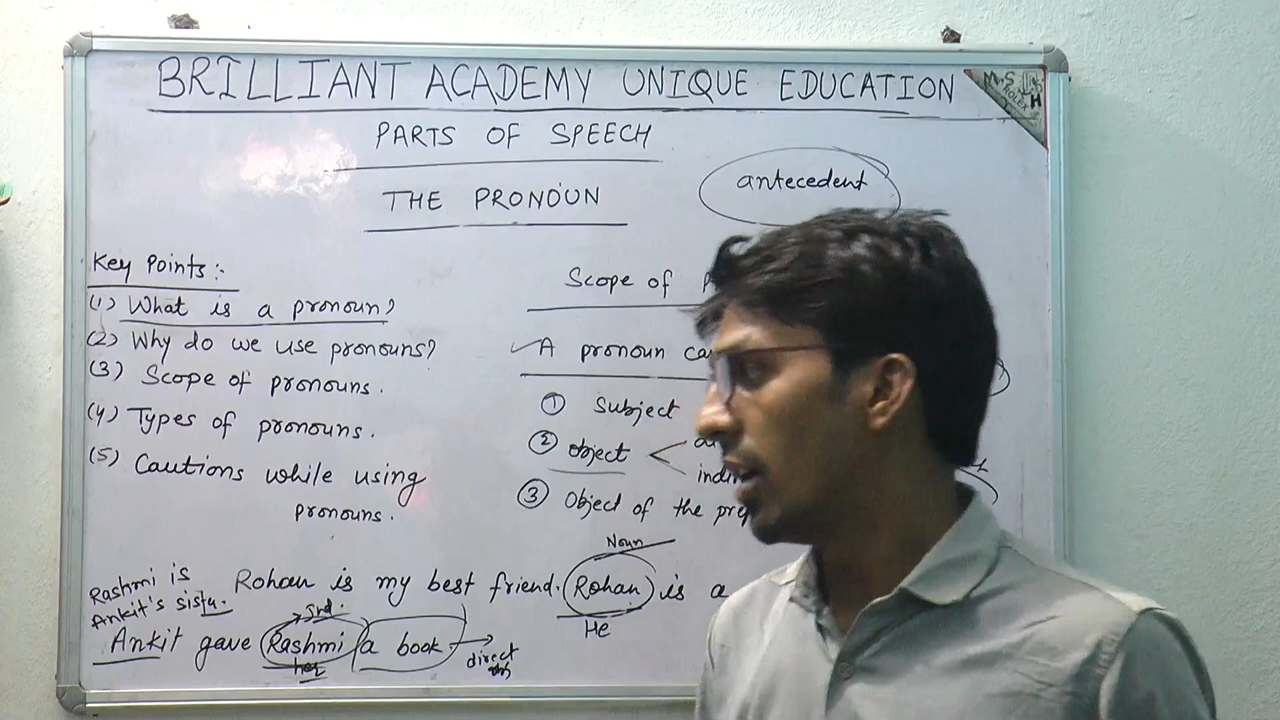 BRILLIANT ACADEMY UNIQUE EDUCATION
M.S
ROLEX
PARTS OF SPEECH
THE PRONOUN
antecedent
Key Points:-
(1) What is a pronoun?
(2) Why do we use pronouns?
(3) Scope of pronouns.
(4) Types of pronouns.
(5) Cautions while using
pronouns.
Scope of
A pronoun
① Subject
② Object
③ Object of the
Noun
Rohan is my best friend. Rohan is a
He
Rashmi is
Ankit's sister.
Ind.
Ankit gave Rashmi a book
her
direct